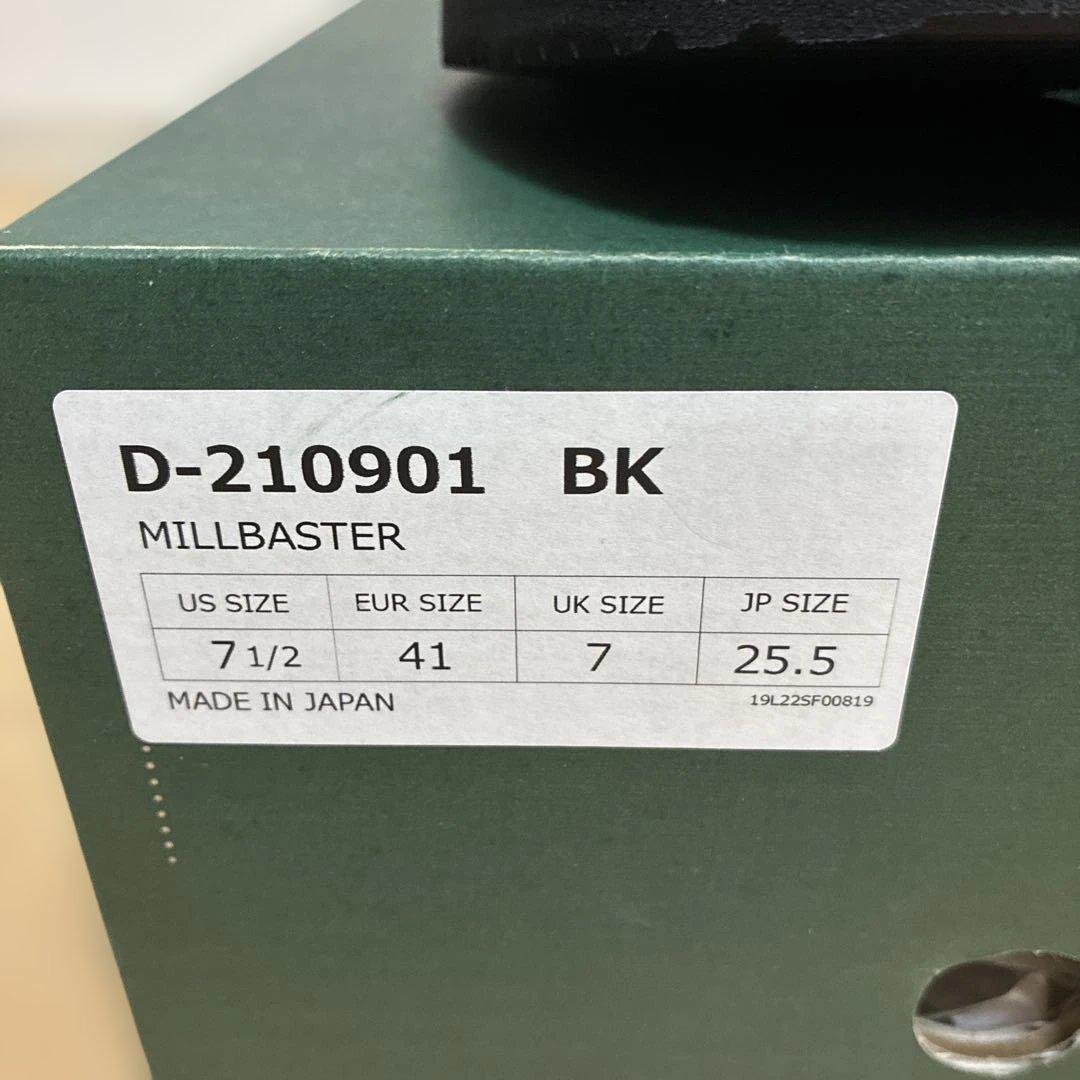 D-210901 BK
MILLBASTER
US SIZE EUR SIZE UK SIZE JP SIZE
7 1/2 41 7 25.5
MADE IN JAPAN 19L22SF00819